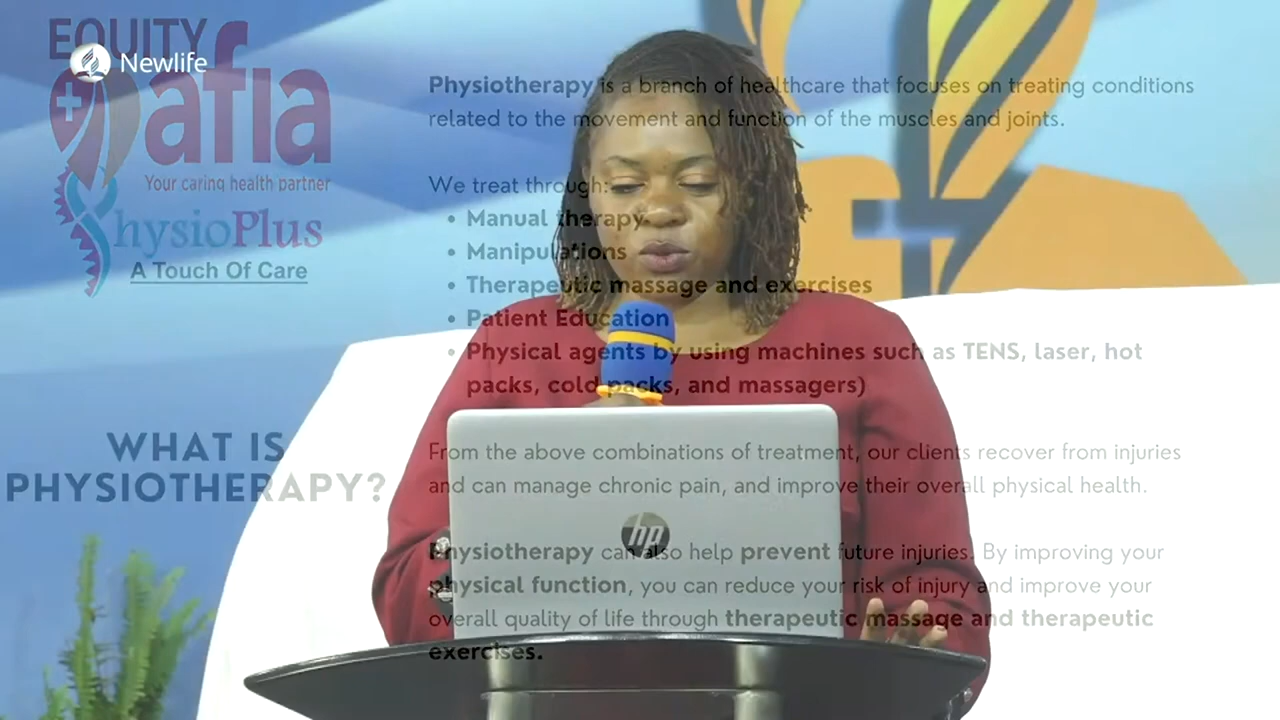 EQUITY
Newlife
afia
Your caring health partner
PhysioPlus
A Touch Of Care
WHAT IS
PHYSIOTHERAPY?
Physiotherapy is a branch of healthcare that focuses on treating conditions
related to the movement and function of the muscles and joints.
We treat through:
• Manual therapy
• Manipulations
• Therapeutic massage and exercises
• Patient Education
• Physical agents by using machines such as TENS, laser, hot
packs, cold packs, and massagers)
From the above combinations of treatment, our clients recover from injuries
and can manage chronic pain, and improve their overall physical health.
Physiotherapy can also help prevent future injuries. By improving your
physical function, you can reduce your risk of injury and improve your
overall quality of life through therapeutic massage and therapeutic
exercises.
hp